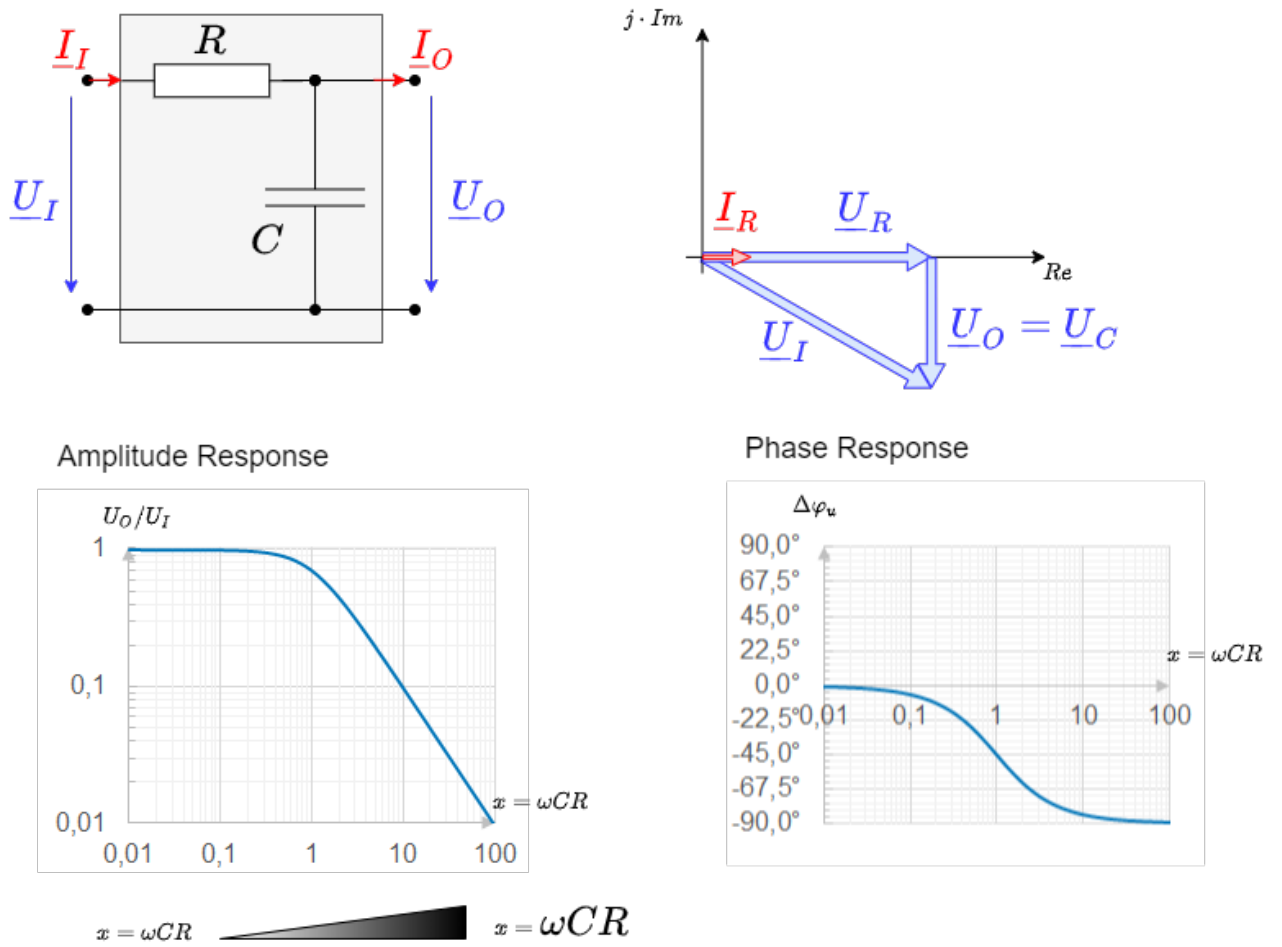 R
I_I
I_O
U_I
U_O
C
j · Im
I_R
U_R
Re
U_I
U_O = U_C
Amplitude Response
U_O/U_I
1
0,1
0,01
0,01 0,1 1 10 100
x = ωCR
Phase Response
Δφ_u
90,0°
67,5°
45,0°
22,5°
0,0°
-22,5°
-45,0°
-67,5°
-90,0°
0,01 0,1 1 10 100
x = ωCR
x = ωCR
x = ωCR